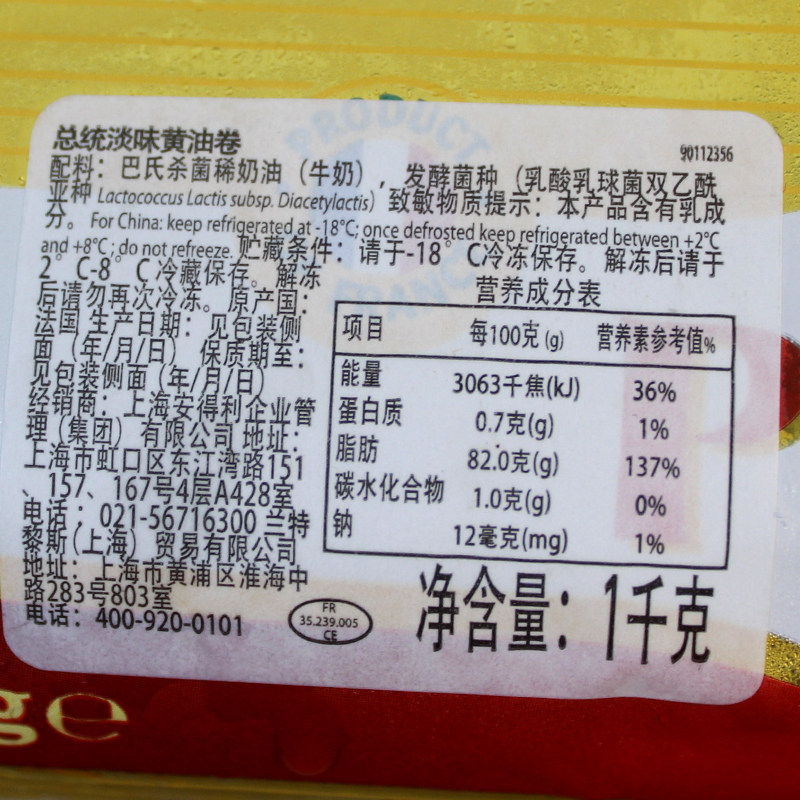 PRODUCT
FRANCE
总统淡味黄油卷
90112356
配料：巴氏杀菌稀奶油（牛奶），发酵菌种（乳酸乳球菌双乙酰
亚种 Lactococcus Lactis subsp. Diacetylactis）致敏物质提示：本产品含有乳成
分。For China: keep refrigerated at -18°C; once defrosted keep refrigerated between +2°C
and +8°C; do not refreeze. 贮藏条件：请于-18°C冷冻保存。解冻后请于
2°C-8°C冷藏保存。解冻
后请勿再次冷冻。原产国：
法国 生产日期：见包装侧
面（年/月/日） 保质期至：
见包装侧面（年/月/日）
经销商：上海安得利企业管
理（集团）有限公司 地址：
上海市虹口区东江湾路151
、157、167号4层A428室
电话：021-56716300 兰特
黎斯(上海）贸易有限公司
地址：上海市黄浦区淮海中
路283号803室
电话：400-920-0101
营养成分表
项目 每100克(g) 营养素参考值%
能量 3063千焦(kJ) 36%
蛋白质 0.7克(g) 1%
脂肪 82.0克(g) 137%
碳水化合物 1.0克(g) 0%
钠 12毫克(mg) 1%
FR
35.239.005
CE
净含量：1千克
ge